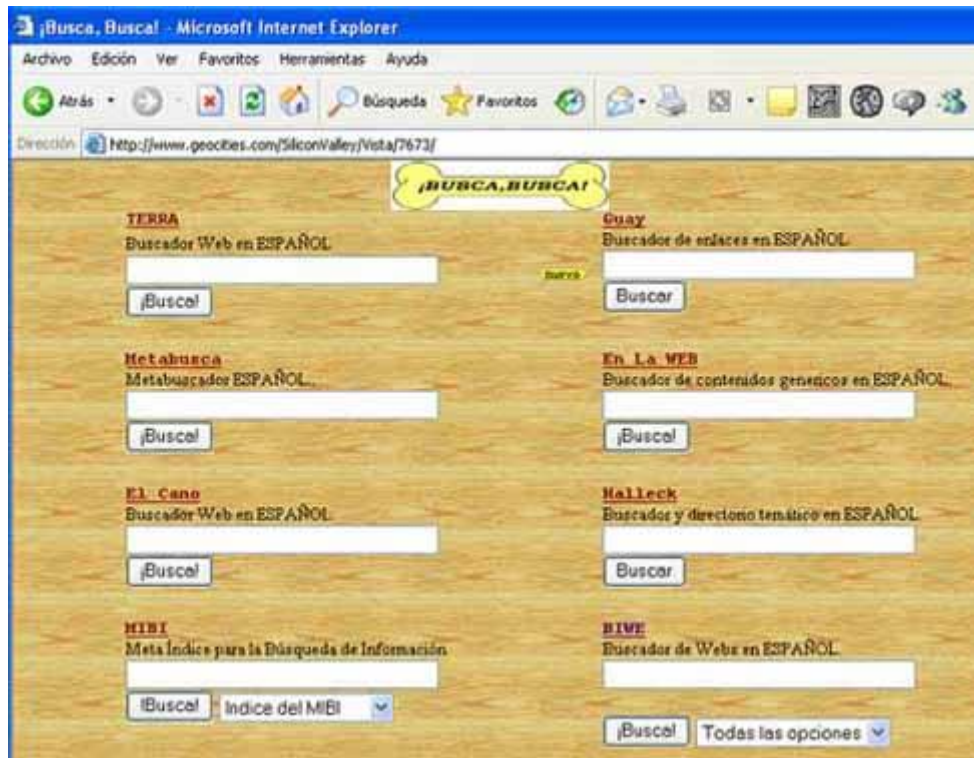 ¡Busca, Busca! - Microsoft Internet Explorer
Archivo Edición Ver Favoritos Herramientas Ayuda
Atrás Búsqueda Favoritos
Dirección http://www.geocities.com/SiliconValley/Vista/7673/
¡BUSCA,BUSCA!
TERRA
Buscador Web en ESPAÑOL
¡Busca!
Guay
Buscador de enlaces en ESPAÑOL.
nuevo
Buscar
Metabusca
Metabuscador ESPAÑOL..
¡Busca!
En La WEB
Buscador de contenidos genericos en ESPAÑOL.
¡Busca!
El Cano
Buscador Web en ESPAÑOL.
¡Busca!
Halleck
Buscador y directorio temático en ESPAÑOL
Buscar
MIBI
Meta Índice para la Búsqueda de Información
!Busca!
Indice del MIBI
BIWE
Buscador de Webs en ESPAÑOL.
¡Busca!
Todas las opciones